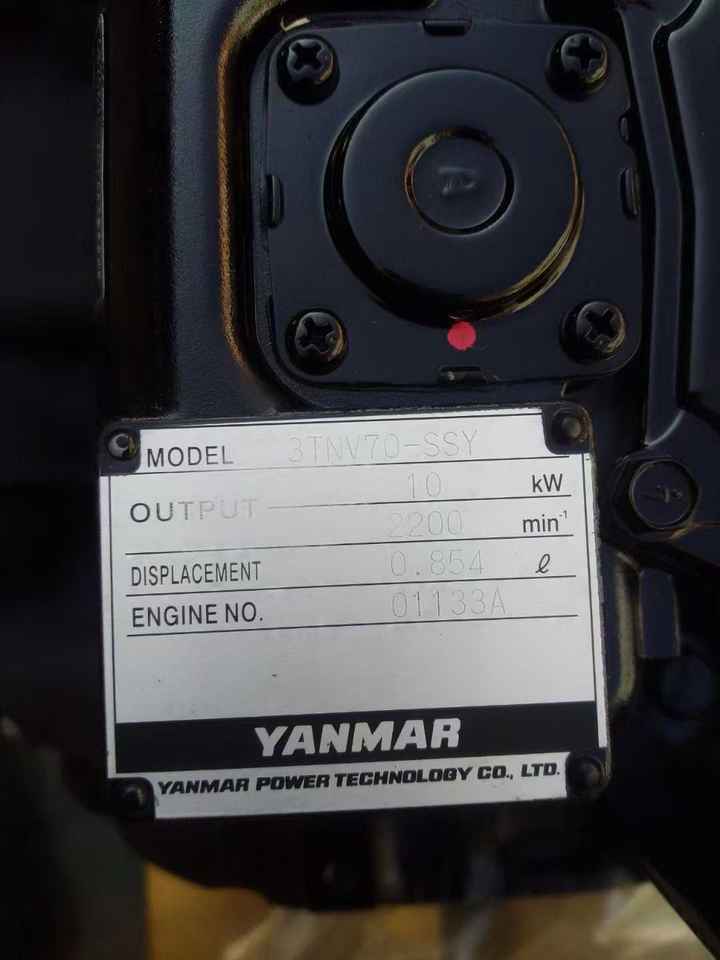 MODEL 3TNV70-SSY
OUTPUT 10 kW
2200 min⁻¹
DISPLACEMENT 0.854 ℓ
ENGINE NO. 01133A
YANMAR
YANMAR POWER TECHNOLOGY CO., LTD.